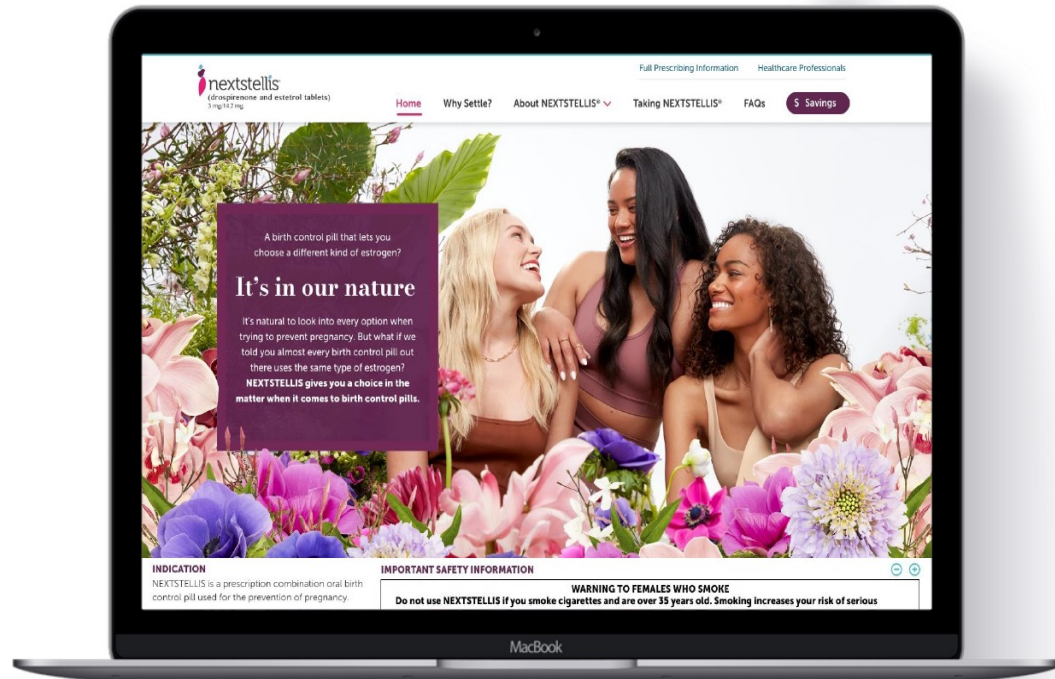 Full Prescribing Information Healthcare Professionals
nextstellis
(drospirenone and estetrol tablets)
3 mg/14.2 mg
Home Why Settle? About NEXTSTELLIS® Taking NEXTSTELLIS® FAQs $ Savings
A birth control pill that lets you
choose a different kind of estrogen?
It's in our nature
It's natural to look into every option when
trying to prevent pregnancy. But what if we
told you almost every birth control pill out
there uses the same type of estrogen?
NEXTSTELLIS gives you a choice in the
matter when it comes to birth control pills.
INDICATION
NEXTSTELLIS is a prescription combination oral birth
control pill used for the prevention of pregnancy.
IMPORTANT SAFETY INFORMATION
WARNING TO FEMALES WHO SMOKE
Do not use NEXTSTELLIS if you smoke cigarettes and are over 35 years old. Smoking increases your risk of serious
MacBook